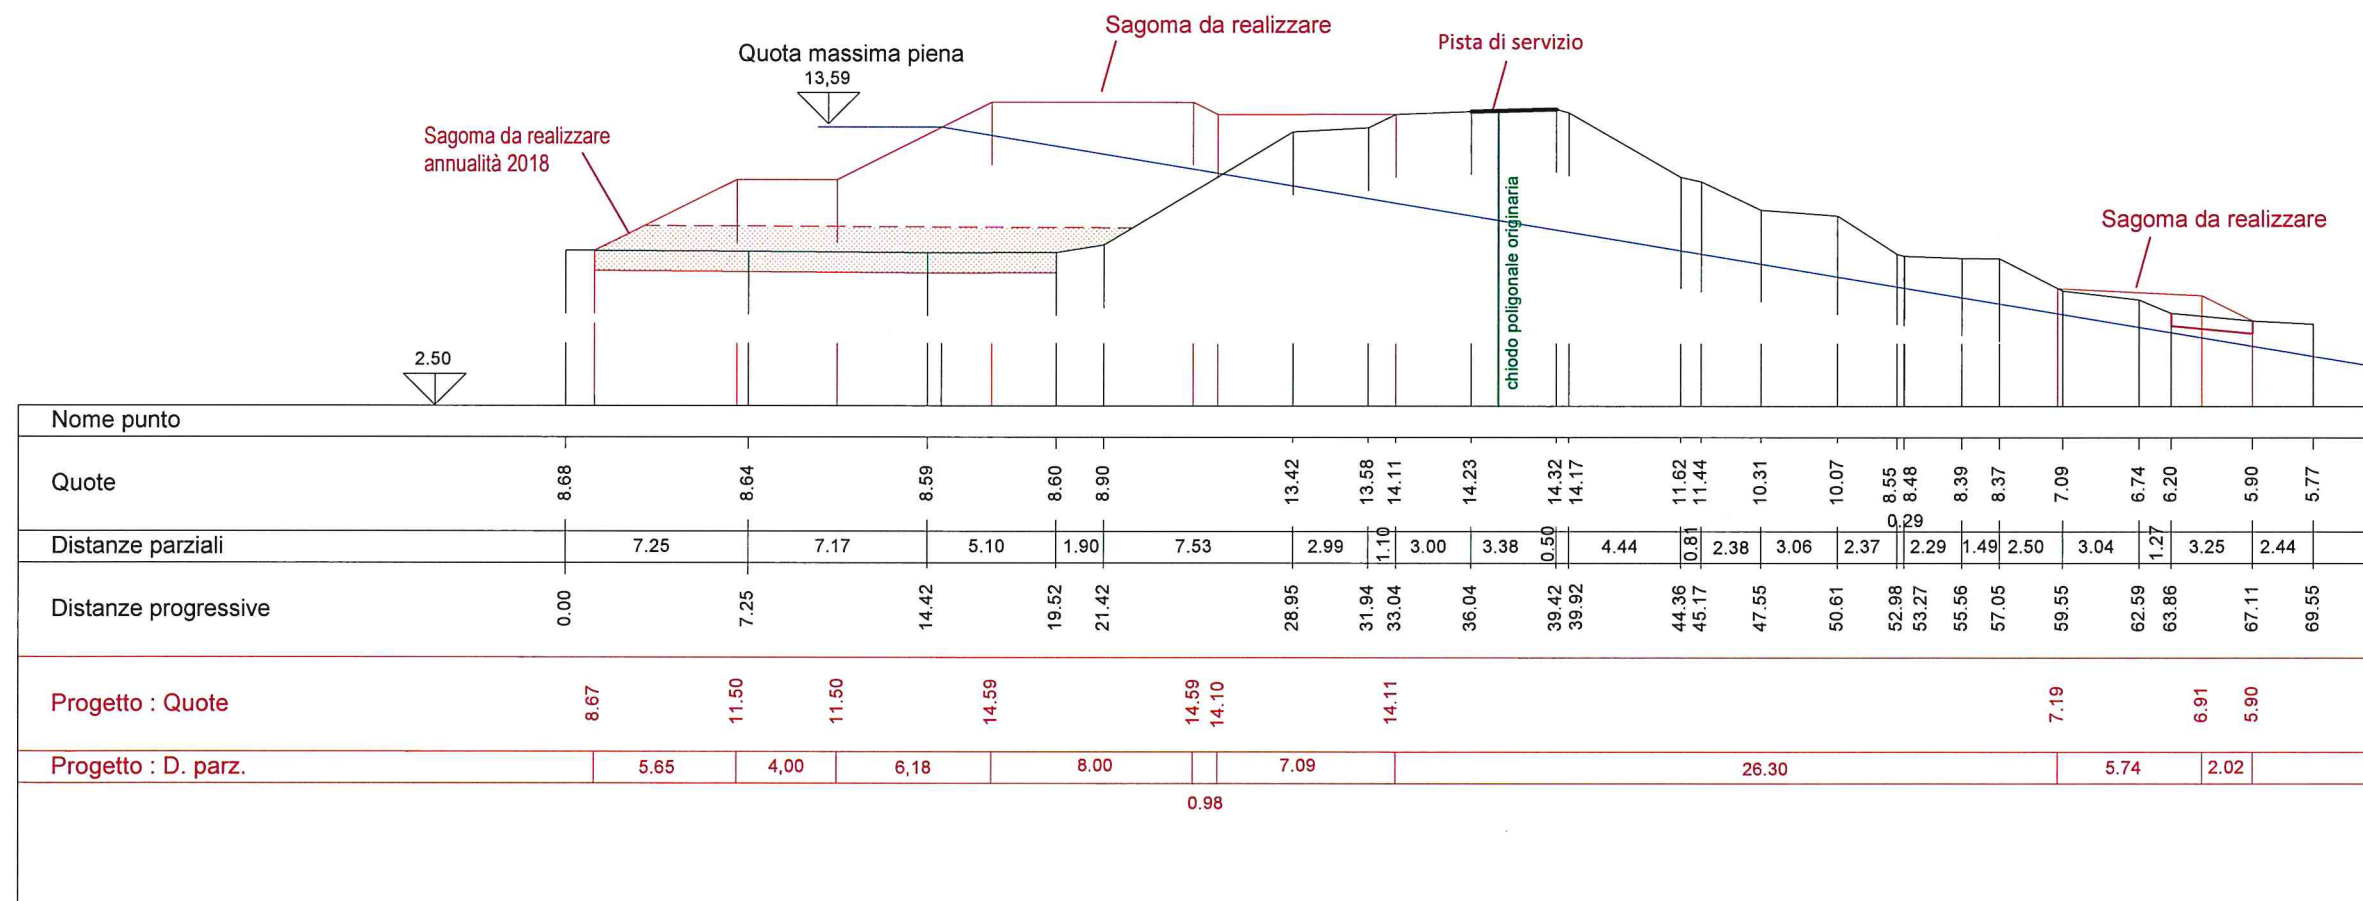 Sagoma da realizzare
Pista di servizio
Quota massima piena
13,59
Sagoma da realizzare
annualità 2018
chiodo poligonale originaria
Sagoma da realizzare
2.50
Nome punto
Quote 8.68 8.64 8.59 8.60 8.90 13.42 13.58 14.11 14.23 14.32 14.17 11.62 11.44 10.31 10.07 8.55 8.48 8.39 8.37 7.09 6.74 6.20 5.90 5.77
Distanze parziali 7.25 7.17 5.10 1.90 7.53 2.99 1.10 3.00 3.38 0.50 4.44 0.81 2.38 3.06 2.37 0.29 2.29 1.49 2.50 3.04 1.27 3.25 2.44
Distanze progressive 0.00 7.25 14.42 19.52 21.42 28.95 31.94 33.04 36.04 39.42 39.92 44.36 45.17 47.55 50.61 52.98 53.27 55.56 57.05 59.55 62.59 63.86 67.11 69.55
Progetto : Quote 8.67 11.50 11.50 14.59 14.59 14.10 14.11 7.19 6.91 5.90
Progetto : D. parz. 5.65 4,00 6,18 8.00 7.09 26.30 5.74 2.02
0.98